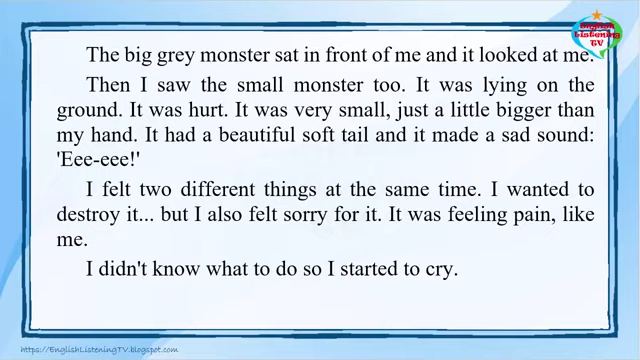 English
Listening
TV
The big grey monster sat in front of me and it looked at me.
Then I saw the small monster too. It was lying on the
ground. It was hurt. It was very small, just a little bigger than
my hand. It had a beautiful soft tail and it made a sad sound:
'Eee-eee!'
I felt two different things at the same time. I wanted to
destroy it... but I also felt sorry for it. It was feeling pain, like
me.
I didn't know what to do so I started to cry.
https://EnglishListeningTV.blogspot.com